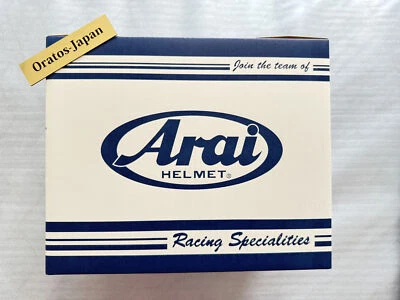 Oratos-Japan
Join the team of
Arai
HELMET®
Racing Specialities